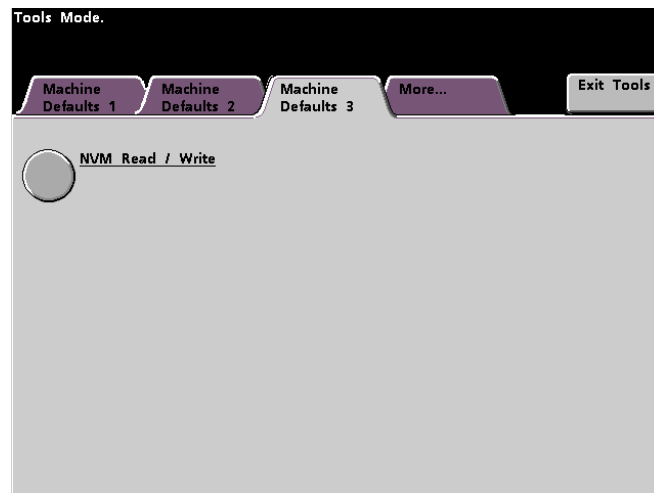 Tools Mode.
Machine Defaults 1
Machine Defaults 2
Machine Defaults 3
More...
Exit Tools
NVM Read / Write